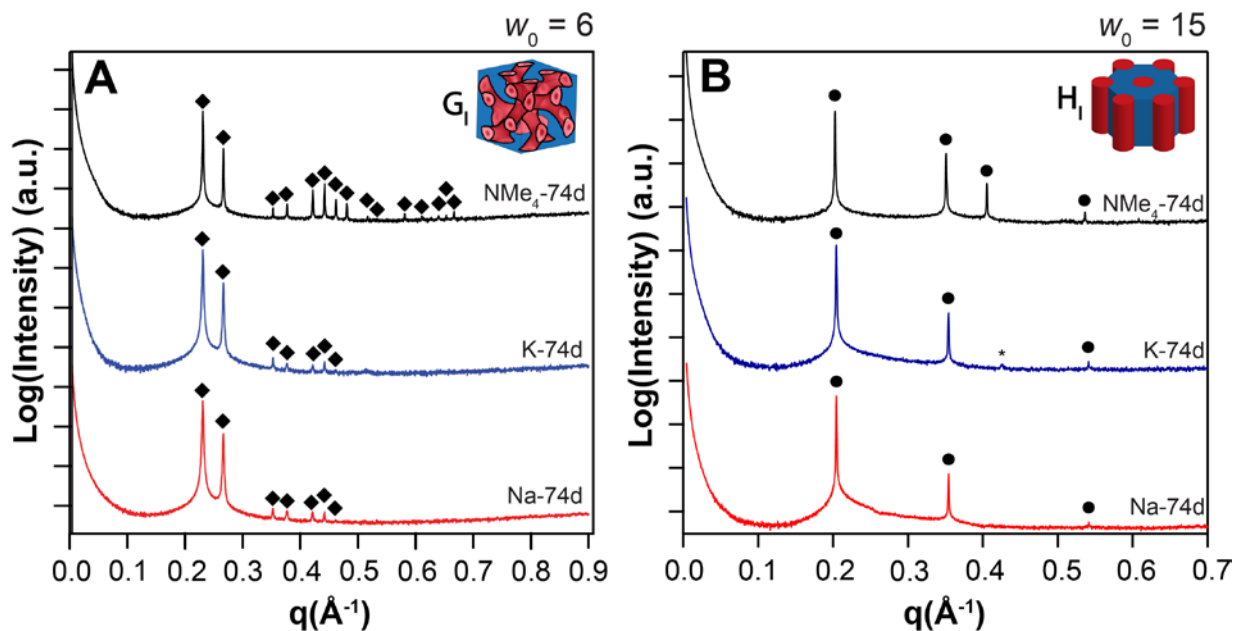 w₀ = 6
A
G_I
NMe₄-74d
K-74d
Na-74d
Log(Intensity) (a.u.)
0.0 0.1 0.2 0.3 0.4 0.5 0.6 0.7 0.8 0.9
q(Å⁻¹)
w₀ = 15
B
H_I
NMe₄-74d
*
K-74d
Na-74d
Log(Intensity) (a.u.)
0.0 0.1 0.2 0.3 0.4 0.5 0.6 0.7
q(Å⁻¹)